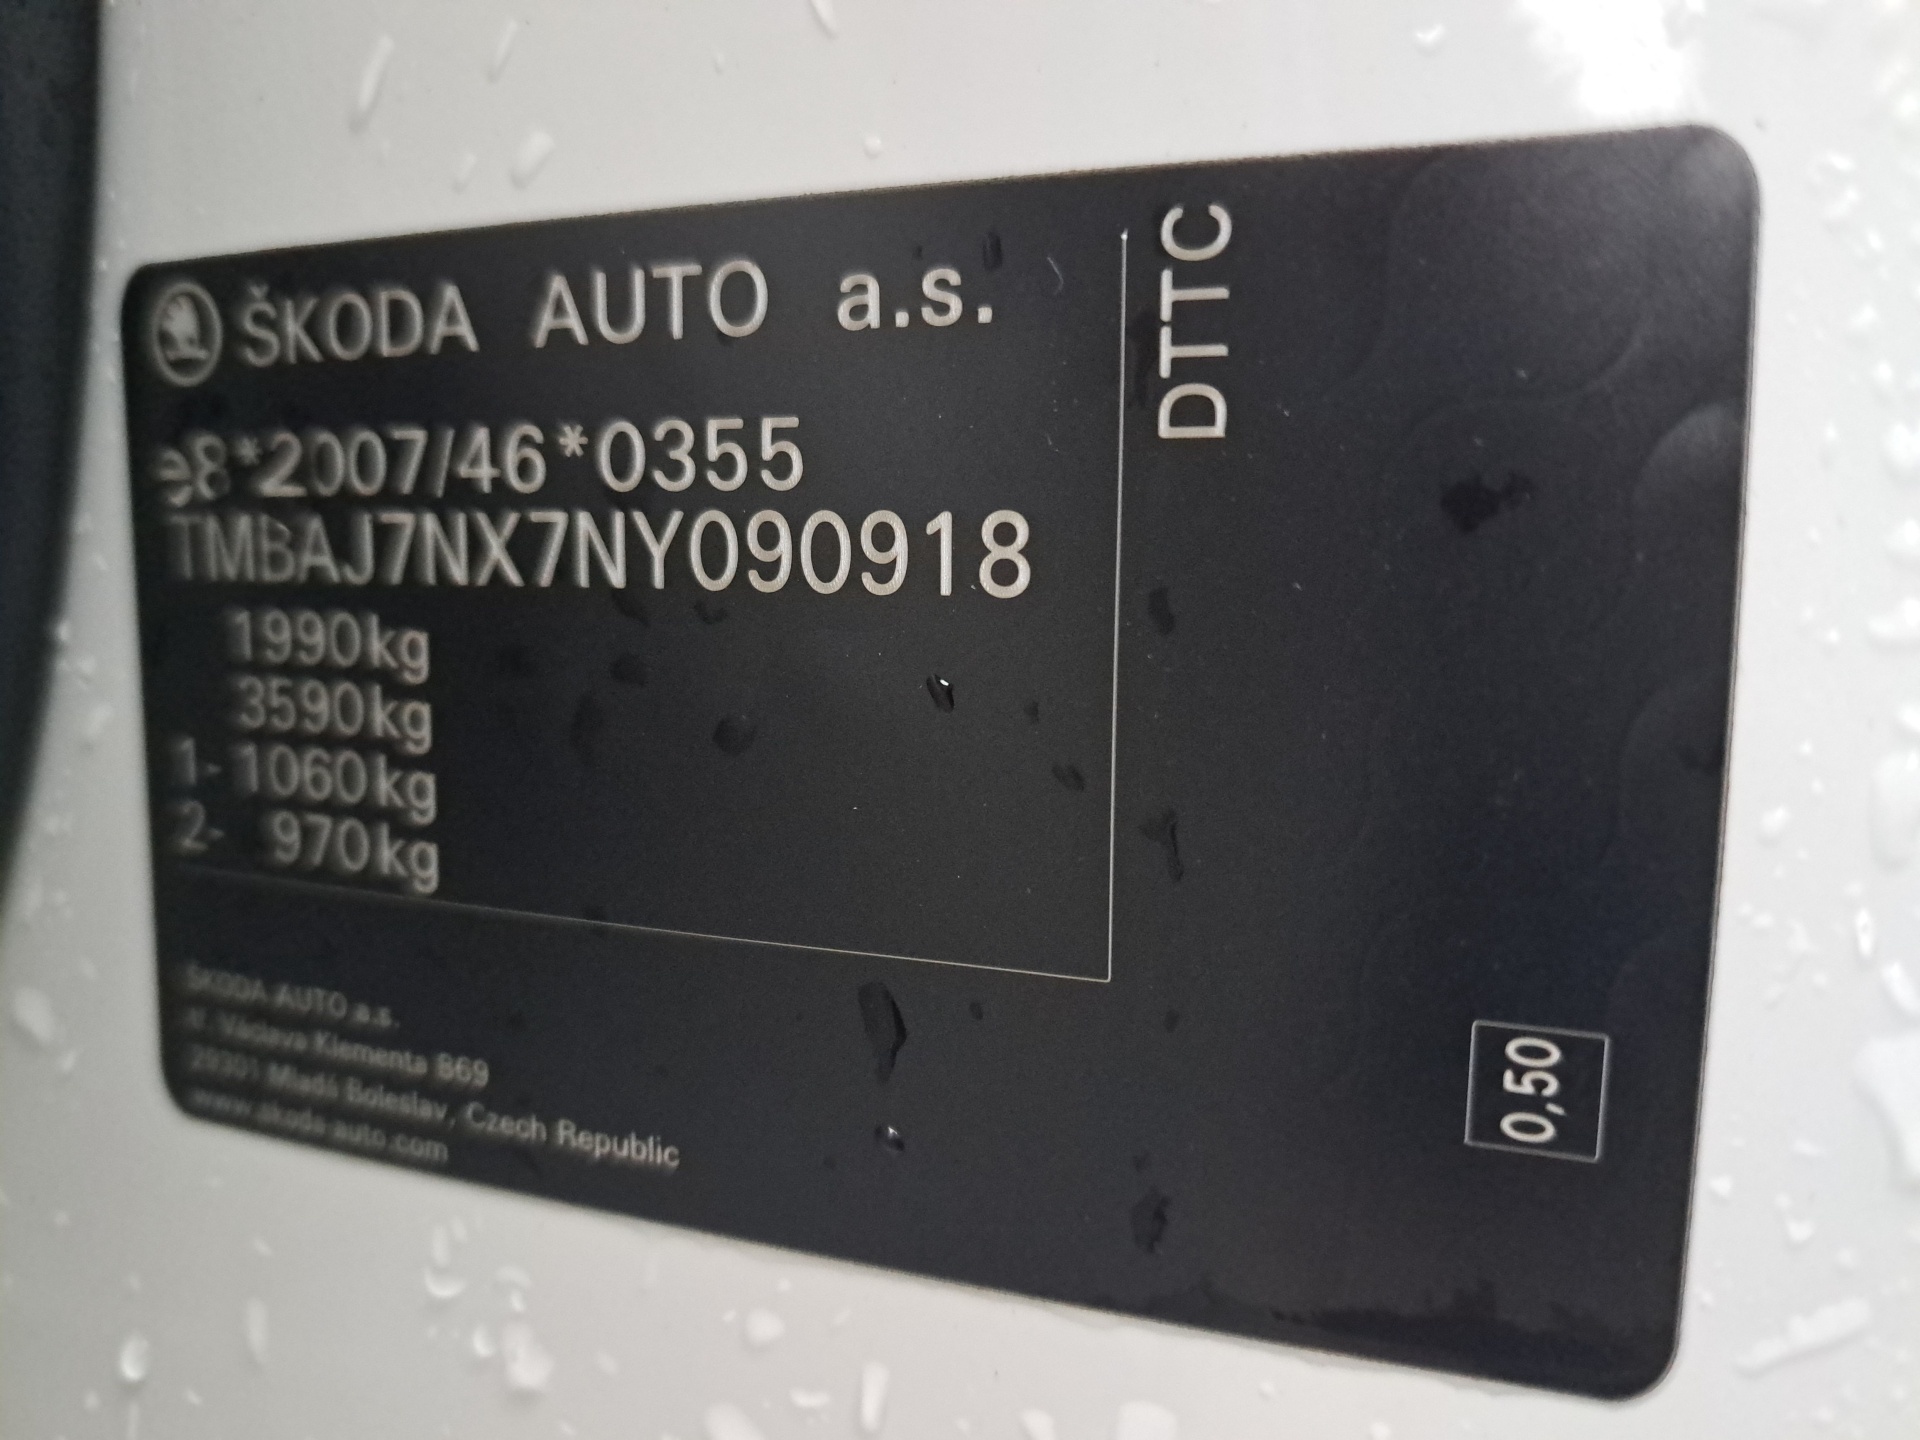 ŠKODA AUTO a.s.
e8*2007/46*0355
TMBAJ7NX7NY090918
1990kg
3590kg
1- 1060kg
2- 970kg
ŠKODA AUTO a.s.
tř. Václava Klementa 869
29301 Mladá Boleslav, Czech Republic
www.skoda-auto.com
DTTC
0,50